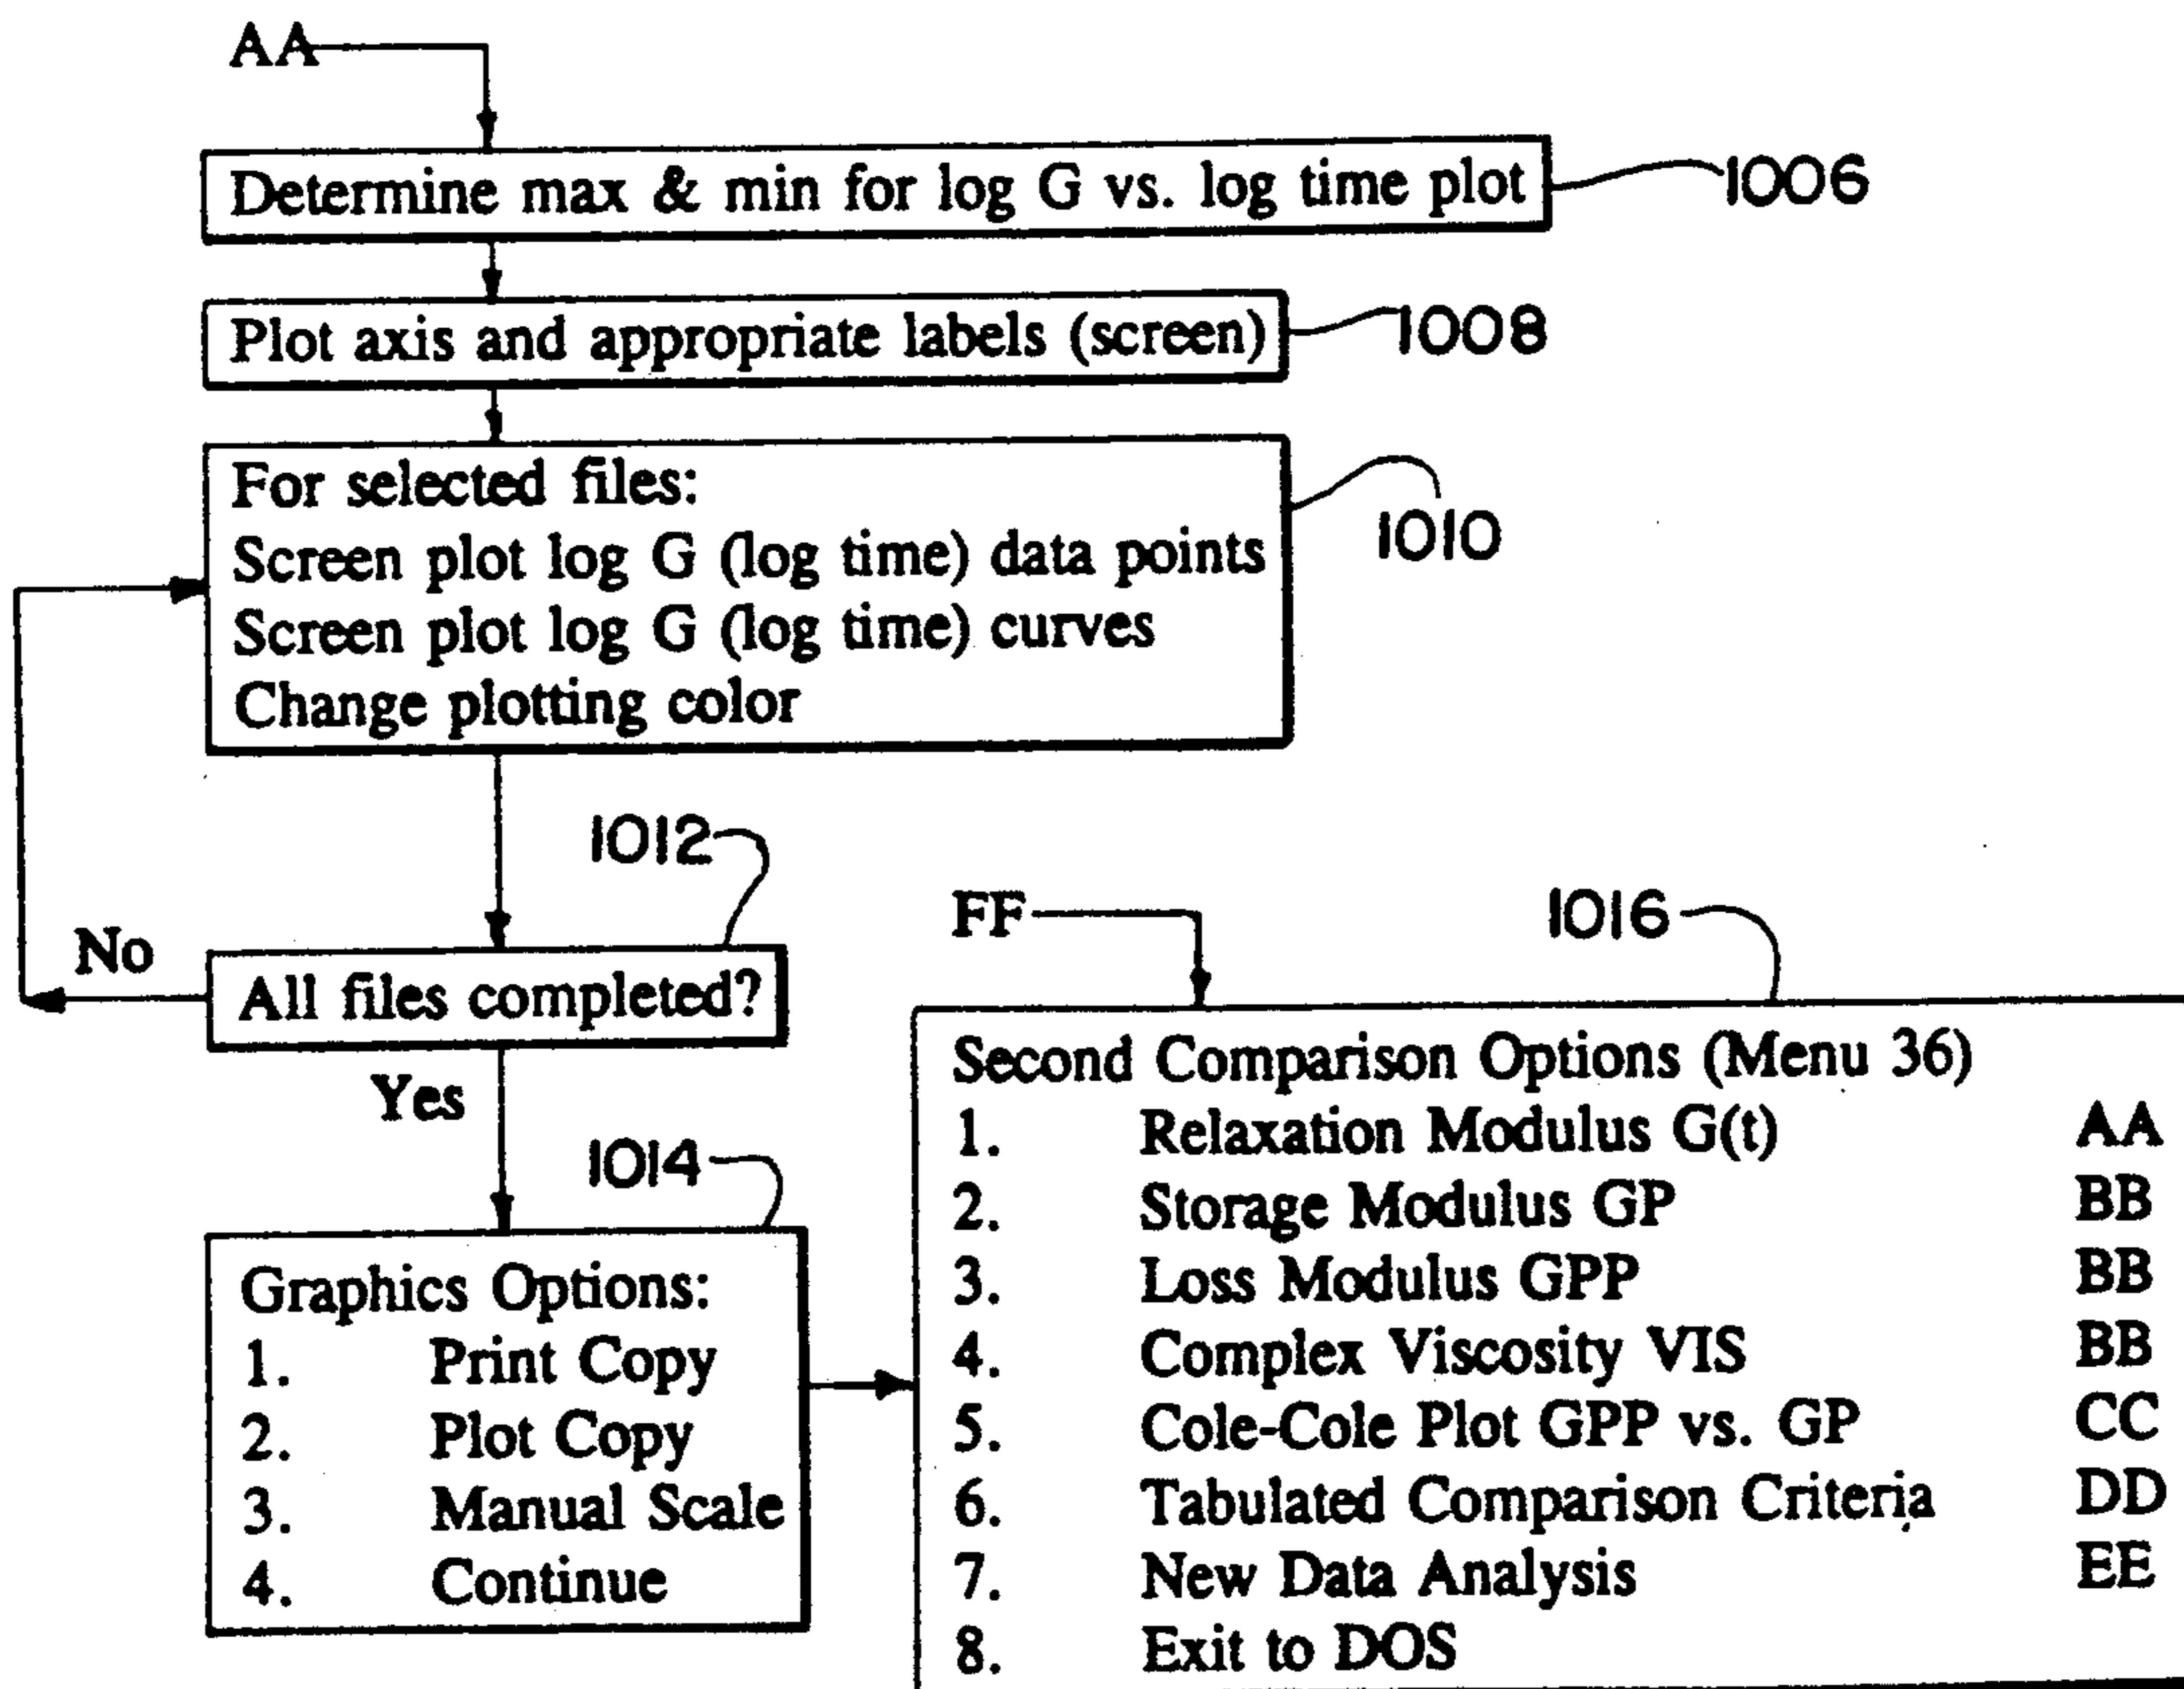 AA
Determine max & min for log G vs. log time plot
1006
Plot axis and appropriate labels (screen)
1008
For selected files:
Screen plot log G (log time) data points
Screen plot log G (log time) curves
Change plotting color
1010
1012
No
All files completed?
Yes
1014
Graphics Options:
1. Print Copy
2. Plot Copy
3. Manual Scale
4. Continue
FF
1016
Second Comparison Options (Menu 36)
1. Relaxation Modulus G(t) AA
2. Storage Modulus GP BB
3. Loss Modulus GPP BB
4. Complex Viscosity VIS BB
5. Cole-Cole Plot GPP vs. GP CC
6. Tabulated Comparison Criteria DD
7. New Data Analysis EE
8. Exit to DOS